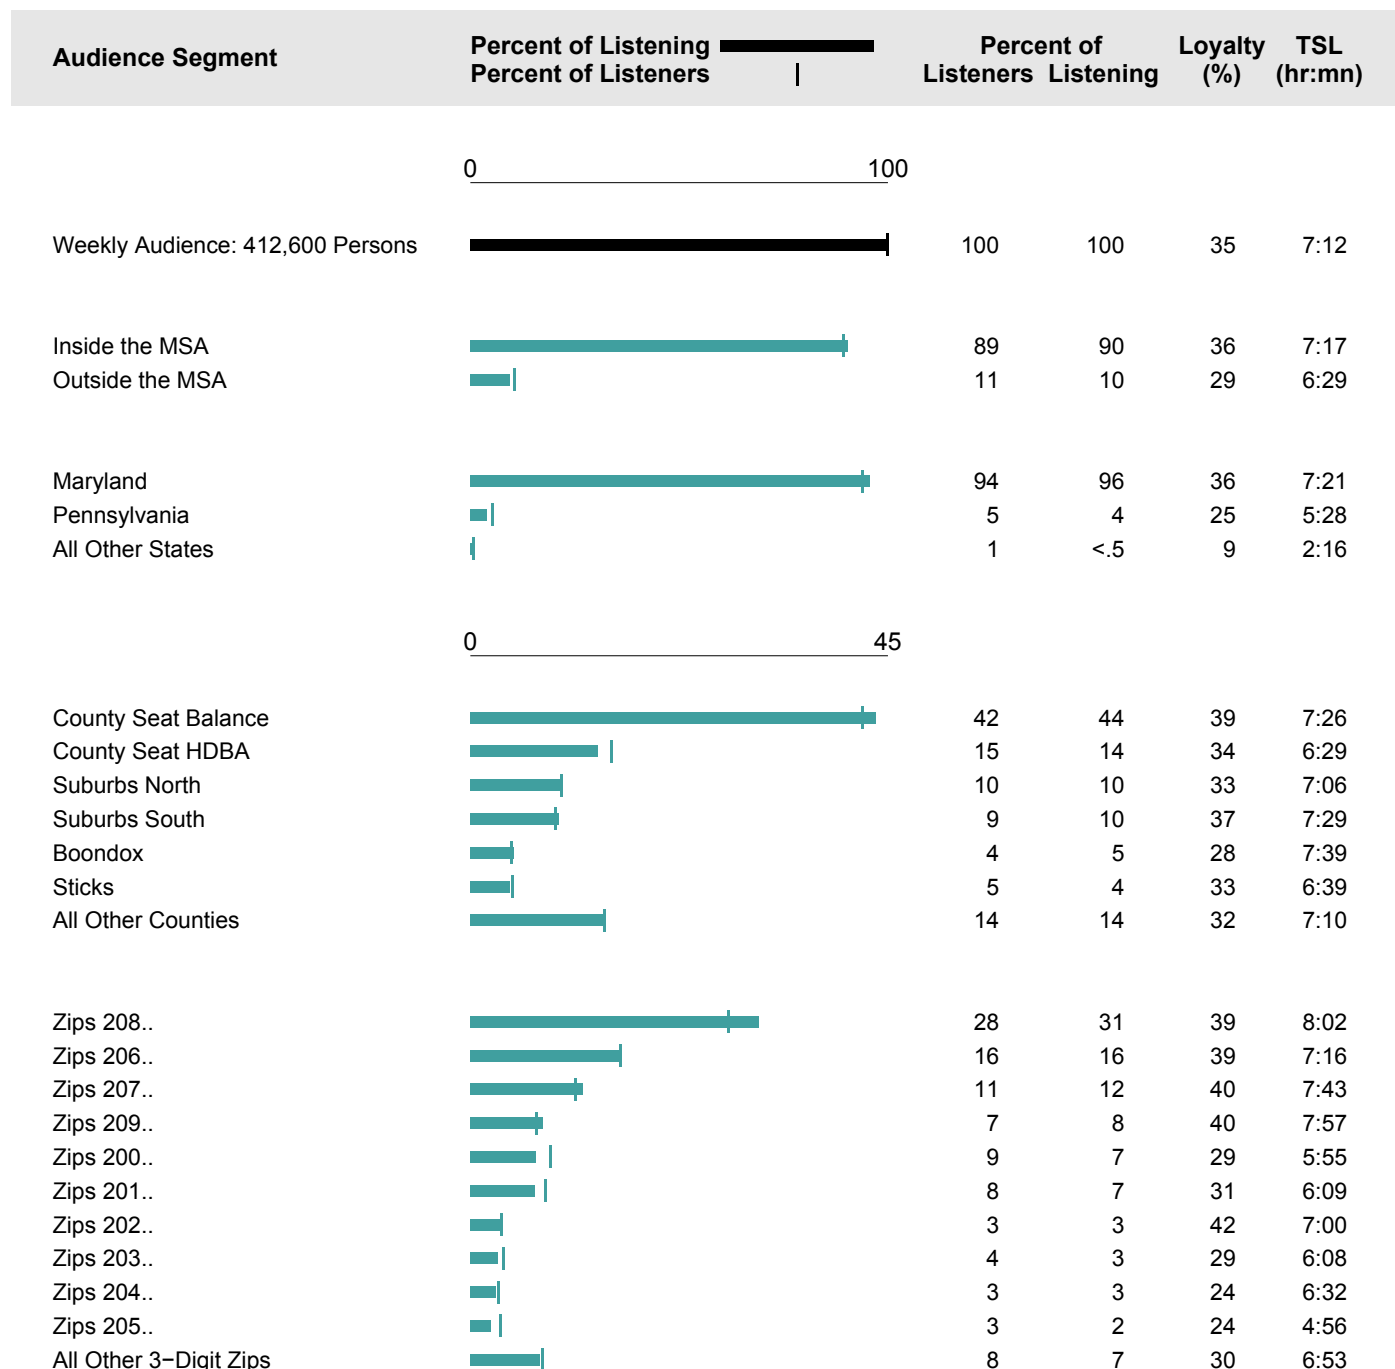 Audience Segment Percent of Listening Percent of Loyalty TSL
Percent of Listeners Listeners Listening (%) (hr:mn)
0 100
Weekly Audience: 412,600 Persons 100 100 35 7:12
Inside the MSA 89 90 36 7:17
Outside the MSA 11 10 29 6:29
Maryland 94 96 36 7:21
Pennsylvania 5 4 25 5:28
All Other States 1 <.5 9 2:16
0 45
County Seat Balance 42 44 39 7:26
County Seat HDBA 15 14 34 6:29
Suburbs North 10 10 33 7:06
Suburbs South 9 10 37 7:29
Boondox 4 5 28 7:39
Sticks 5 4 33 6:39
All Other Counties 14 14 32 7:10
Zips 208.. 28 31 39 8:02
Zips 206.. 16 16 39 7:16
Zips 207.. 11 12 40 7:43
Zips 209.. 7 8 40 7:57
Zips 200.. 9 7 29 5:55
Zips 201.. 8 7 31 6:09
Zips 202.. 3 3 42 7:00
Zips 203.. 4 3 29 6:08
Zips 204.. 3 3 24 6:32
Zips 205.. 3 2 24 4:56
All Other 3−Digit Zips 8 7 30 6:53